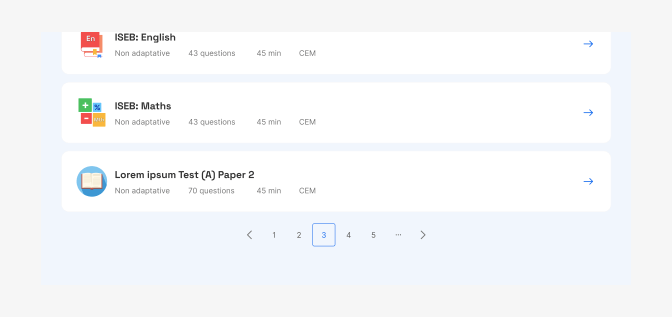 En
ISEB: English
Non adaptative 43 questions 45 min CEM
ISEB: Maths
Non adaptative 43 questions 45 min CEM
Lorem ipsum Test (A) Paper 2
Non adaptative 70 questions 45 min CEM
1 2 3 4 5 ···